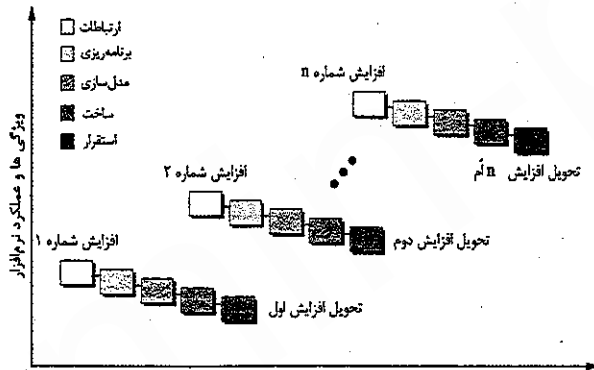 ارتباطات
برنامه‌ریزی
مدل‌سازی
ساخت
استقرار
ویژگی ها و عملکرد نرم‌افزار
افزایش شماره n
تحویل افزایش n اُم
افزایش شماره ۲
تحویل افزایش دوم
افزایش شماره ۱
تحویل افزایش اول